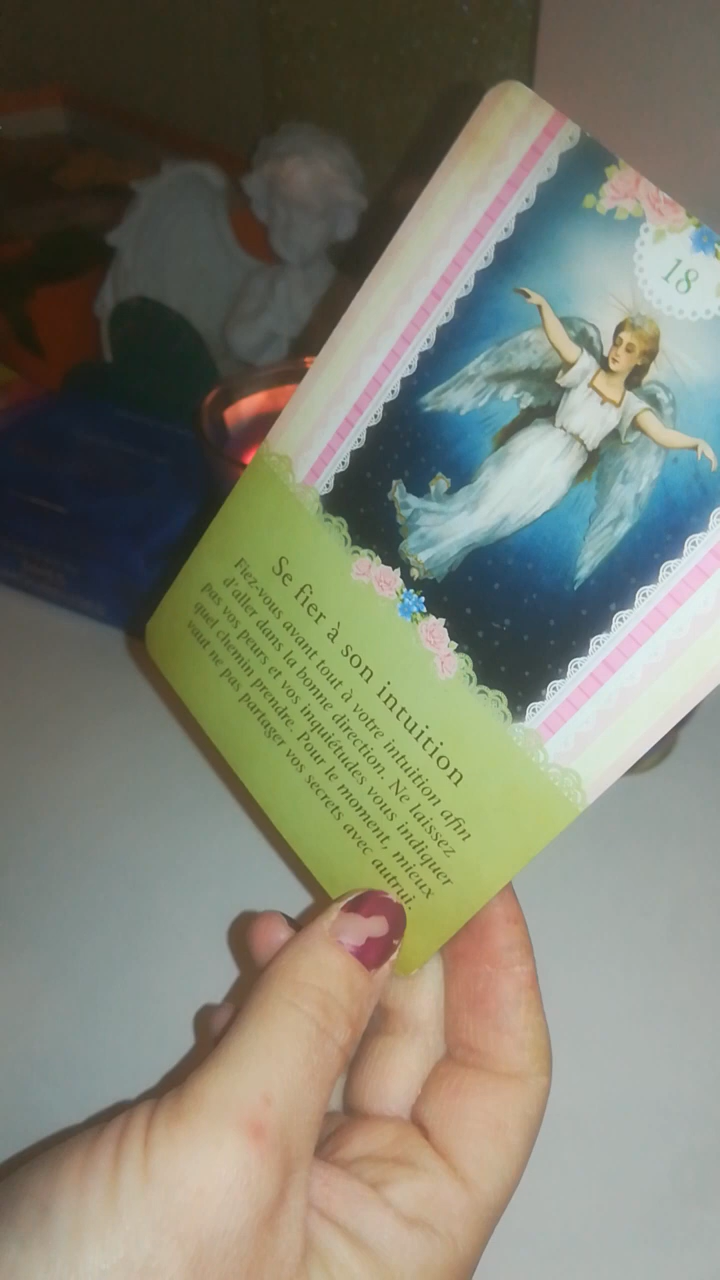 18
Se fier à son intuition
Fiez-vous avant tout à votre intuition afin
d'aller dans la bonne direction. Ne laissez
pas vos peurs et vos inquiétudes vous indiquer
quel chemin prendre. Pour le moment, mieux
vaut ne pas partager vos secrets avec autrui.